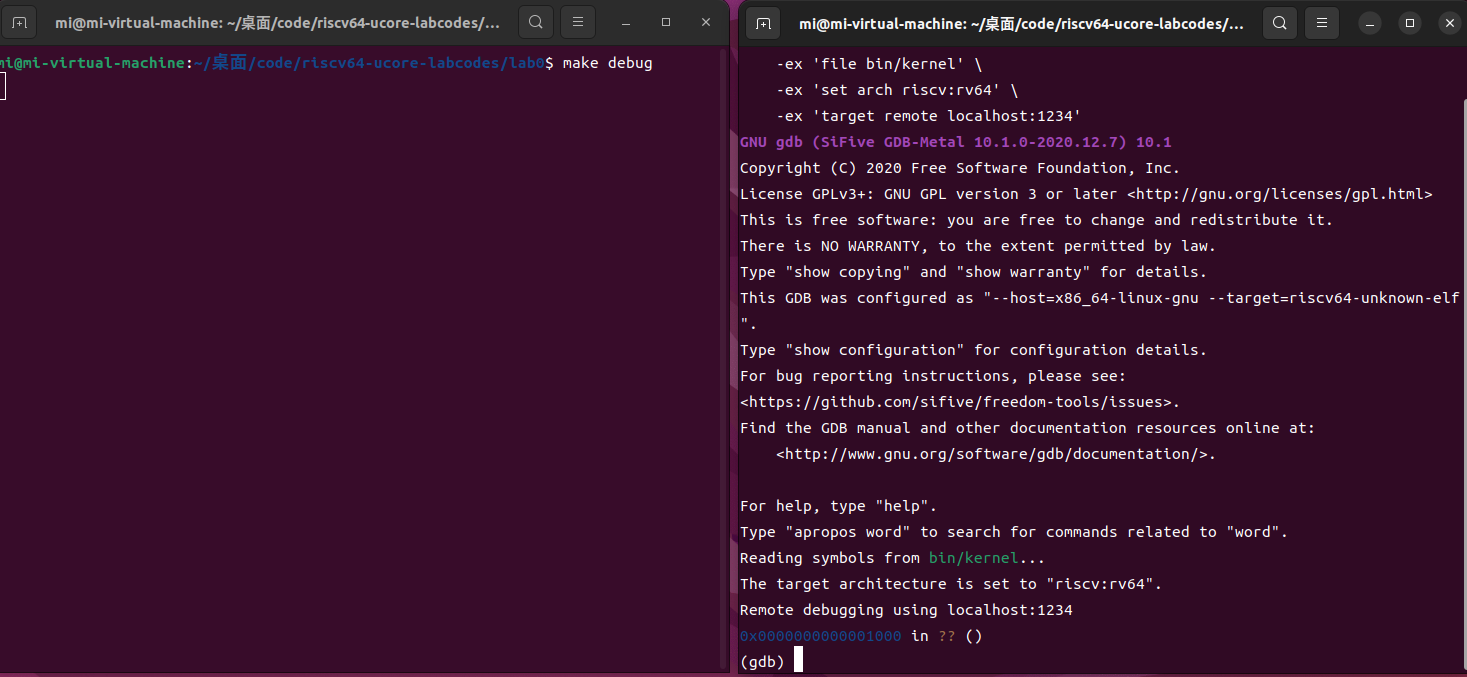 mi@mi-virtual-machine: ~/桌面/code/riscv64-ucore-labcodes/...
mi@mi-virtual-machine:~/桌面/code/riscv64-ucore-labcodes/lab0$ make debug
mi@mi-virtual-machine: ~/桌面/code/riscv64-ucore-labcodes/...
-ex 'file bin/kernel' \
-ex 'set arch riscv:rv64' \
-ex 'target remote localhost:1234'
GNU gdb (SiFive GDB-Metal 10.1.0-2020.12.7) 10.1
Copyright (C) 2020 Free Software Foundation, Inc.
License GPLv3+: GNU GPL version 3 or later <http://gnu.org/licenses/gpl.html>
This is free software: you are free to change and redistribute it.
There is NO WARRANTY, to the extent permitted by law.
Type "show copying" and "show warranty" for details.
This GDB was configured as "--host=x86_64-linux-gnu --target=riscv64-unknown-elf
".
Type "show configuration" for configuration details.
For bug reporting instructions, please see:
<https://github.com/sifive/freedom-tools/issues>.
Find the GDB manual and other documentation resources online at:
<http://www.gnu.org/software/gdb/documentation/>.
For help, type "help".
Type "apropos word" to search for commands related to "word".
Reading symbols from bin/kernel...
The target architecture is set to "riscv:rv64".
Remote debugging using localhost:1234
0x0000000000001000 in ?? ()
(gdb)